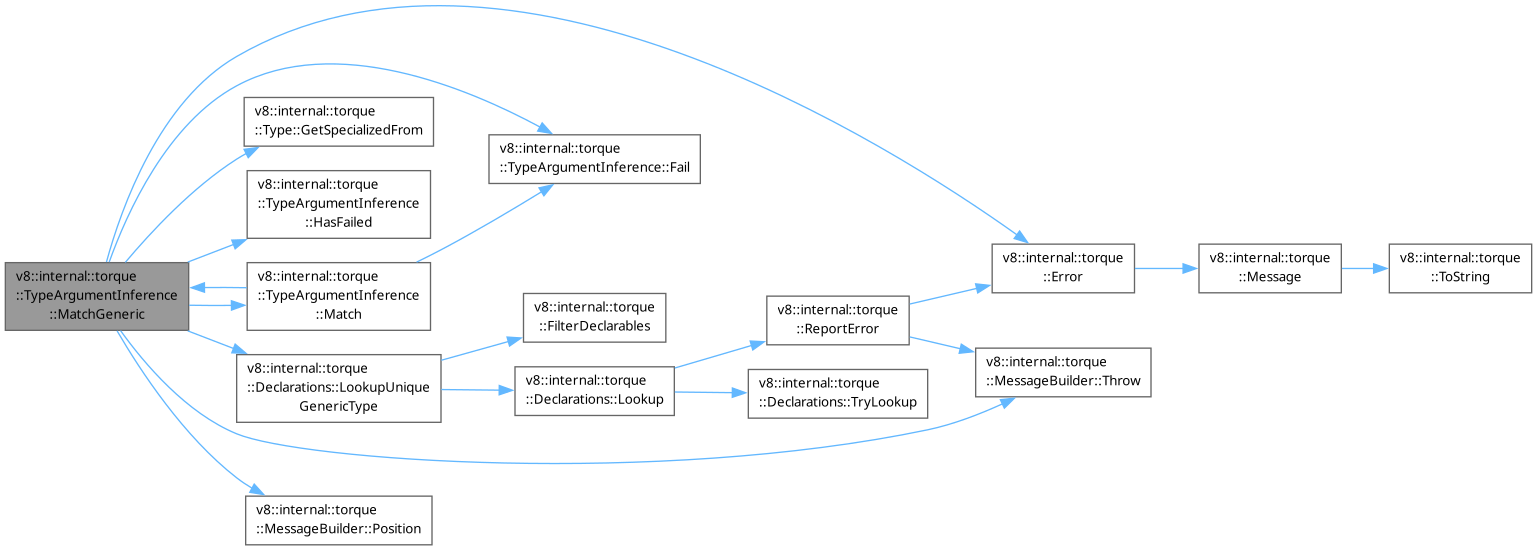 v8::internal::torque
::TypeArgumentInference
::MatchGeneric
v8::internal::torque
::Type::GetSpecializedFrom
v8::internal::torque
::TypeArgumentInference
::HasFailed
v8::internal::torque
::TypeArgumentInference
::Match
v8::internal::torque
::Declarations::LookupUnique
GenericType
v8::internal::torque
::MessageBuilder::Position
v8::internal::torque
::TypeArgumentInference::Fail
v8::internal::torque
::FilterDeclarables
v8::internal::torque
::Declarations::Lookup
v8::internal::torque
::ReportError
v8::internal::torque
::Declarations::TryLookup
v8::internal::torque
::Error
v8::internal::torque
::MessageBuilder::Throw
v8::internal::torque
::Message
v8::internal::torque
::ToString